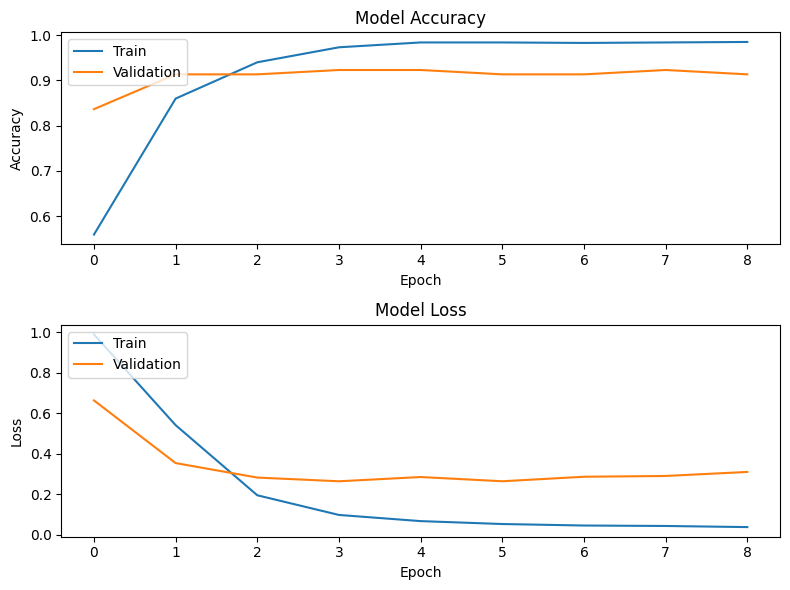 Model Accuracy
1.0
0.9
0.8
0.7
0.6
Accuracy
Train
Validation
0 1 2 3 4 5 6 7 8
Epoch
Model Loss
1.0
0.8
0.6
0.4
0.2
0.0
Loss
Train
Validation
0 1 2 3 4 5 6 7 8
Epoch